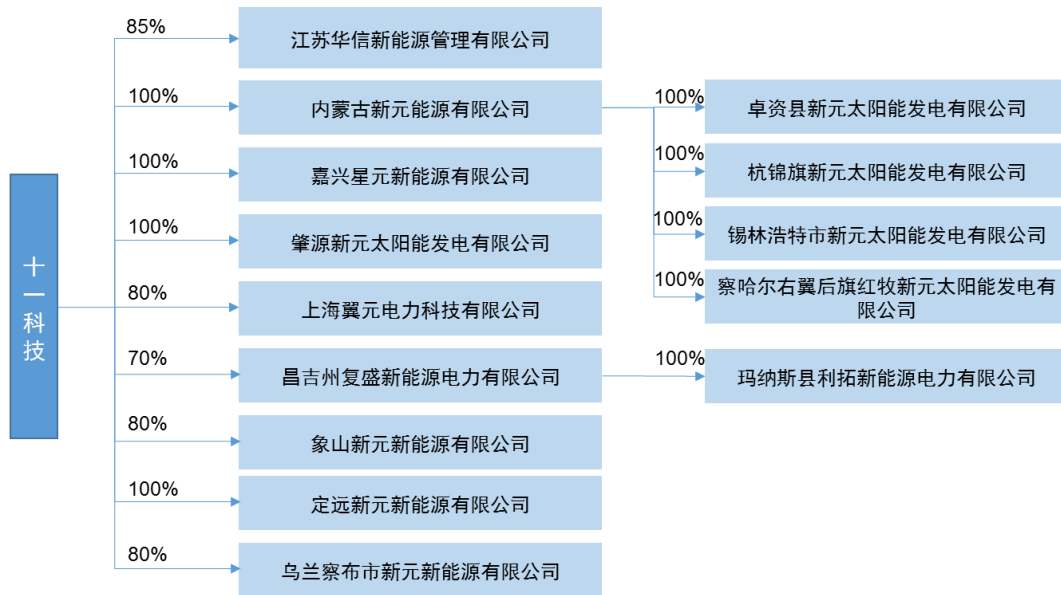 85%
江苏华信新能源管理有限公司
100%
内蒙古新元能源有限公司
100%
卓资县新元太阳能发电有限公司
100%
嘉兴星元新能源有限公司
100%
杭锦旗新元太阳能发电有限公司
100%
肇源新元太阳能发电有限公司
100%
锡林浩特市新元太阳能发电有限公司
十一科技
80%
上海翼元电力科技有限公司
100%
察哈尔右翼后旗红牧新元太阳能发电有
限公司
70%
昌吉州复盛新能源电力有限公司
100%
玛纳斯县利拓新能源电力有限公司
80%
象山新元新能源有限公司
100%
定远新元新能源有限公司
80%
乌兰察布市新元新能源有限公司